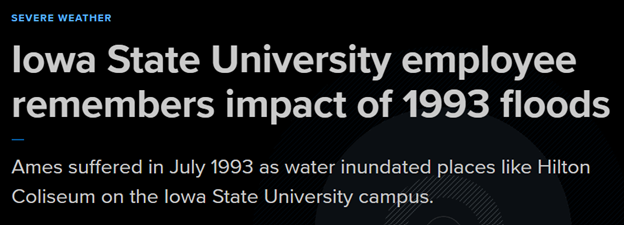 SEVERE WEATHER
Iowa State University employee
remembers impact of 1993 floods
Ames suffered in July 1993 as water inundated places like Hilton
Coliseum on the Iowa State University campus.